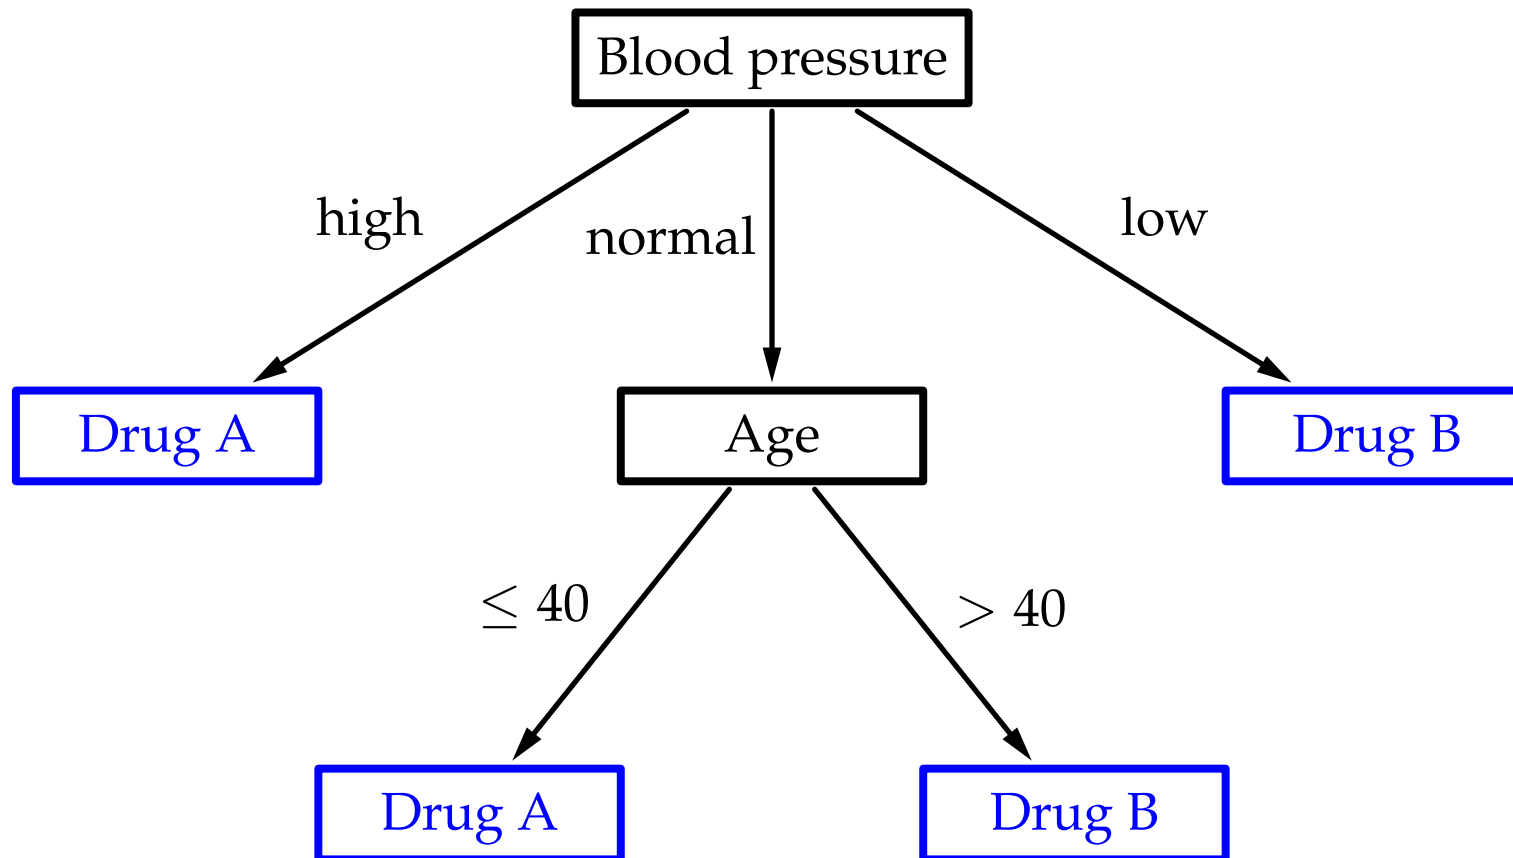 Blood pressure
high
normal
low
Drug A
Age
Drug B
≤ 40
> 40
Drug A
Drug B